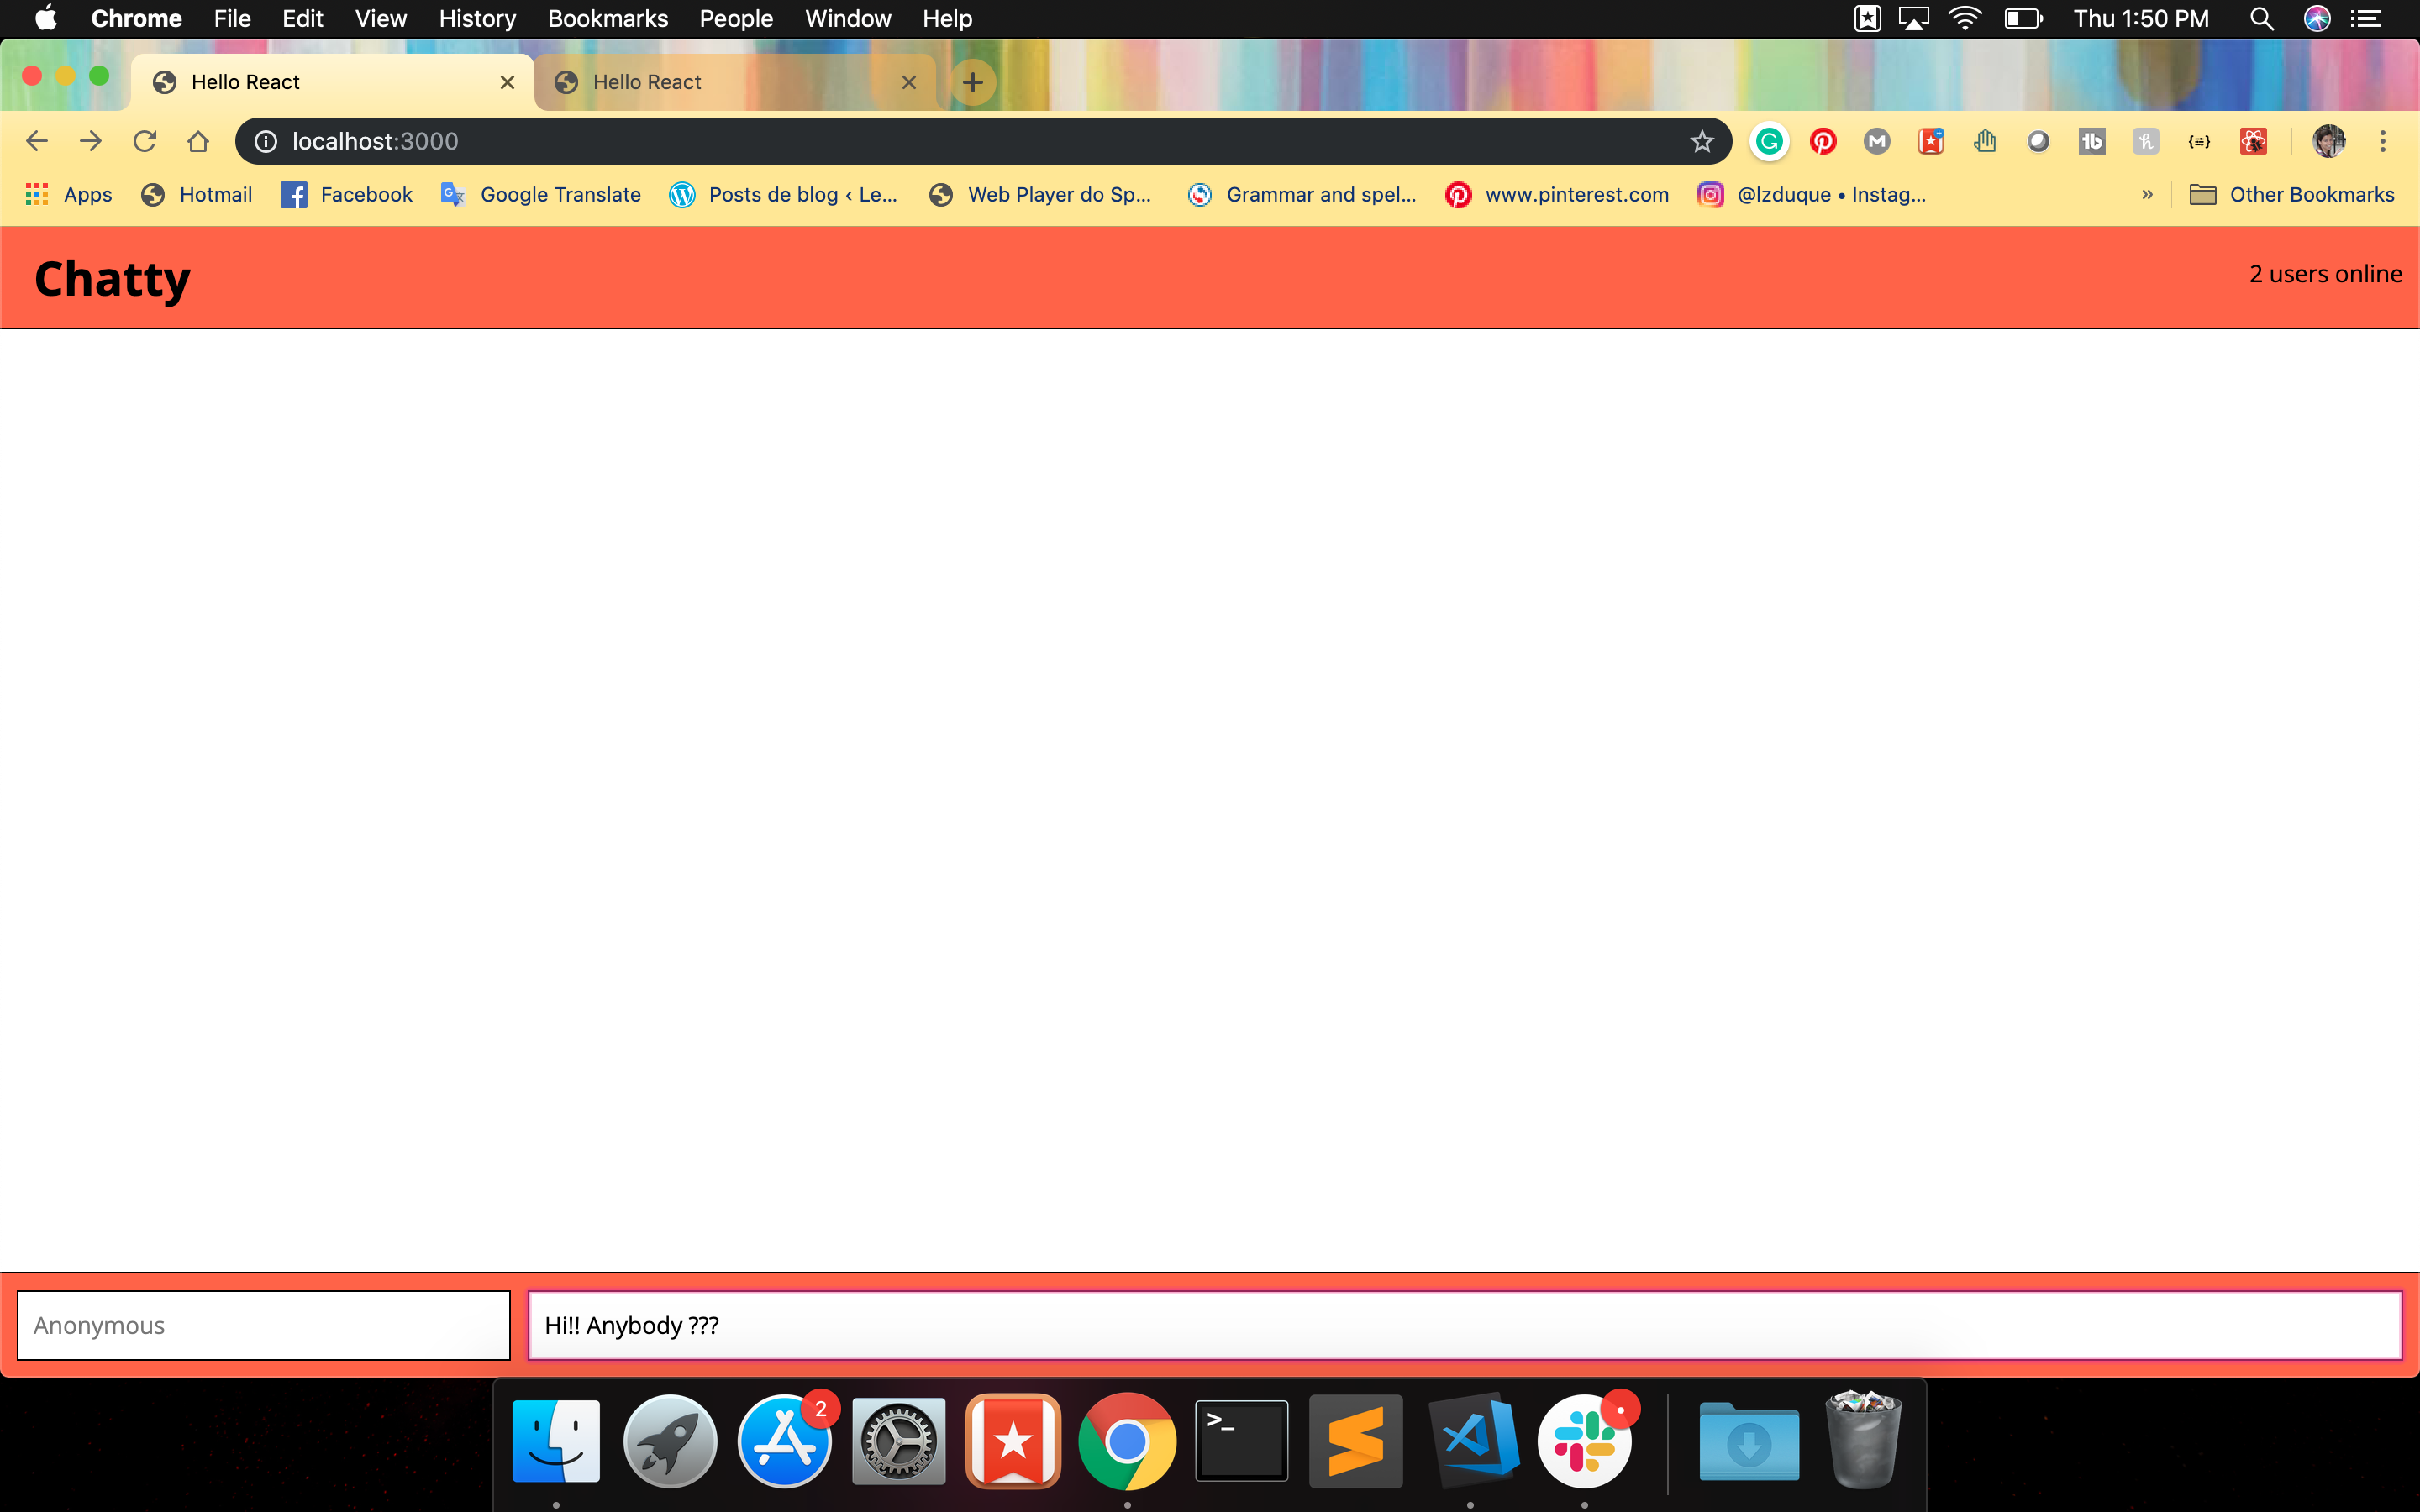 Chrome File Edit View History Bookmarks People Window Help Thu 1:50 PM
Hello React Hello React
localhost:3000
Apps Hotmail Facebook Google Translate Posts de blog ‹ Le... Web Player do Sp... Grammar and spel... www.pinterest.com @lzduque • Instag... » Other Bookmarks
Chatty 2 users online
Anonymous Hi!! Anybody ???
2